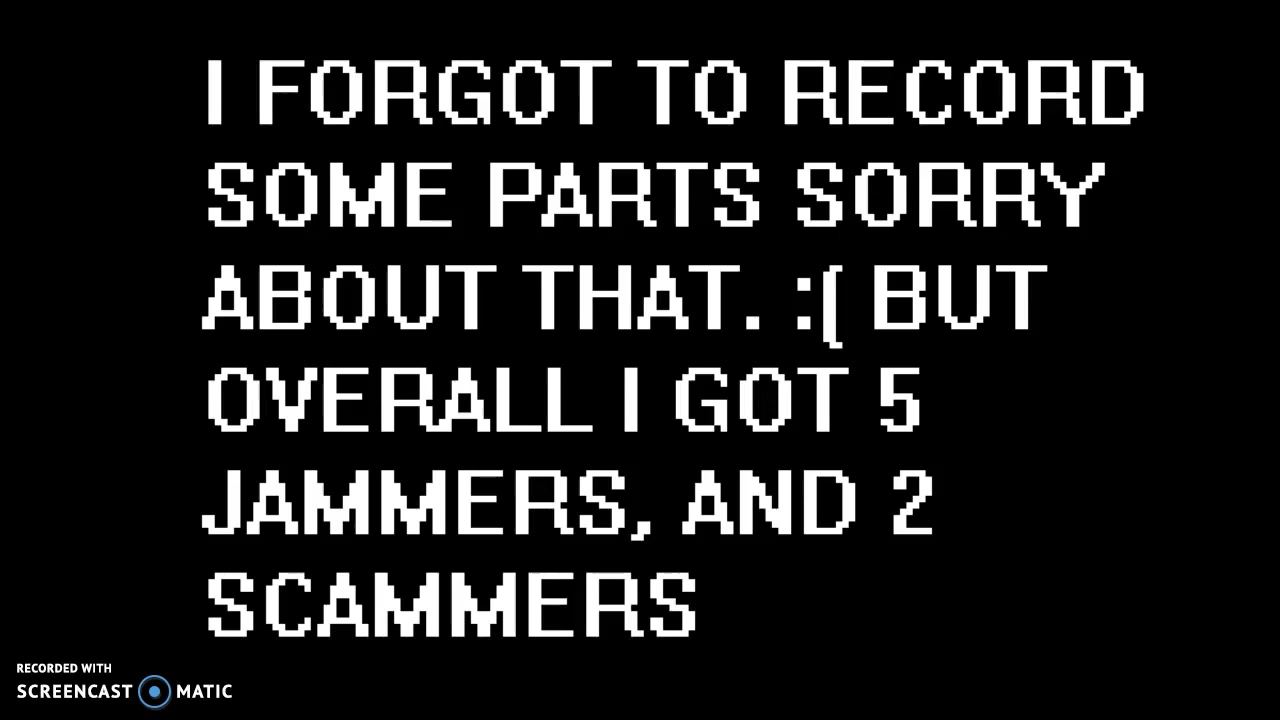 I FORGOT TO RECORD
SOME PARTS SORRY
ABOUT THAT. :( BUT
OVERALL I GOT 5
JAMMERS, AND 2
SCAMMERS
RECORDED WITH
SCREENCAST MATIC